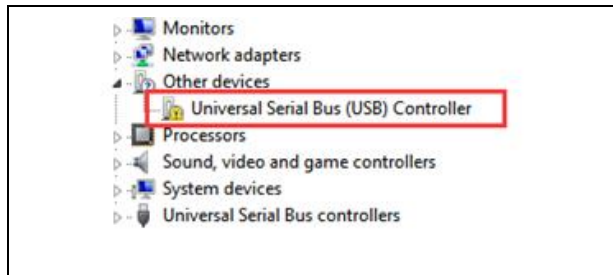 Monitors
Network adapters
Other devices
Universal Serial Bus (USB) Controller
Processors
Sound, video and game controllers
System devices
Universal Serial Bus controllers